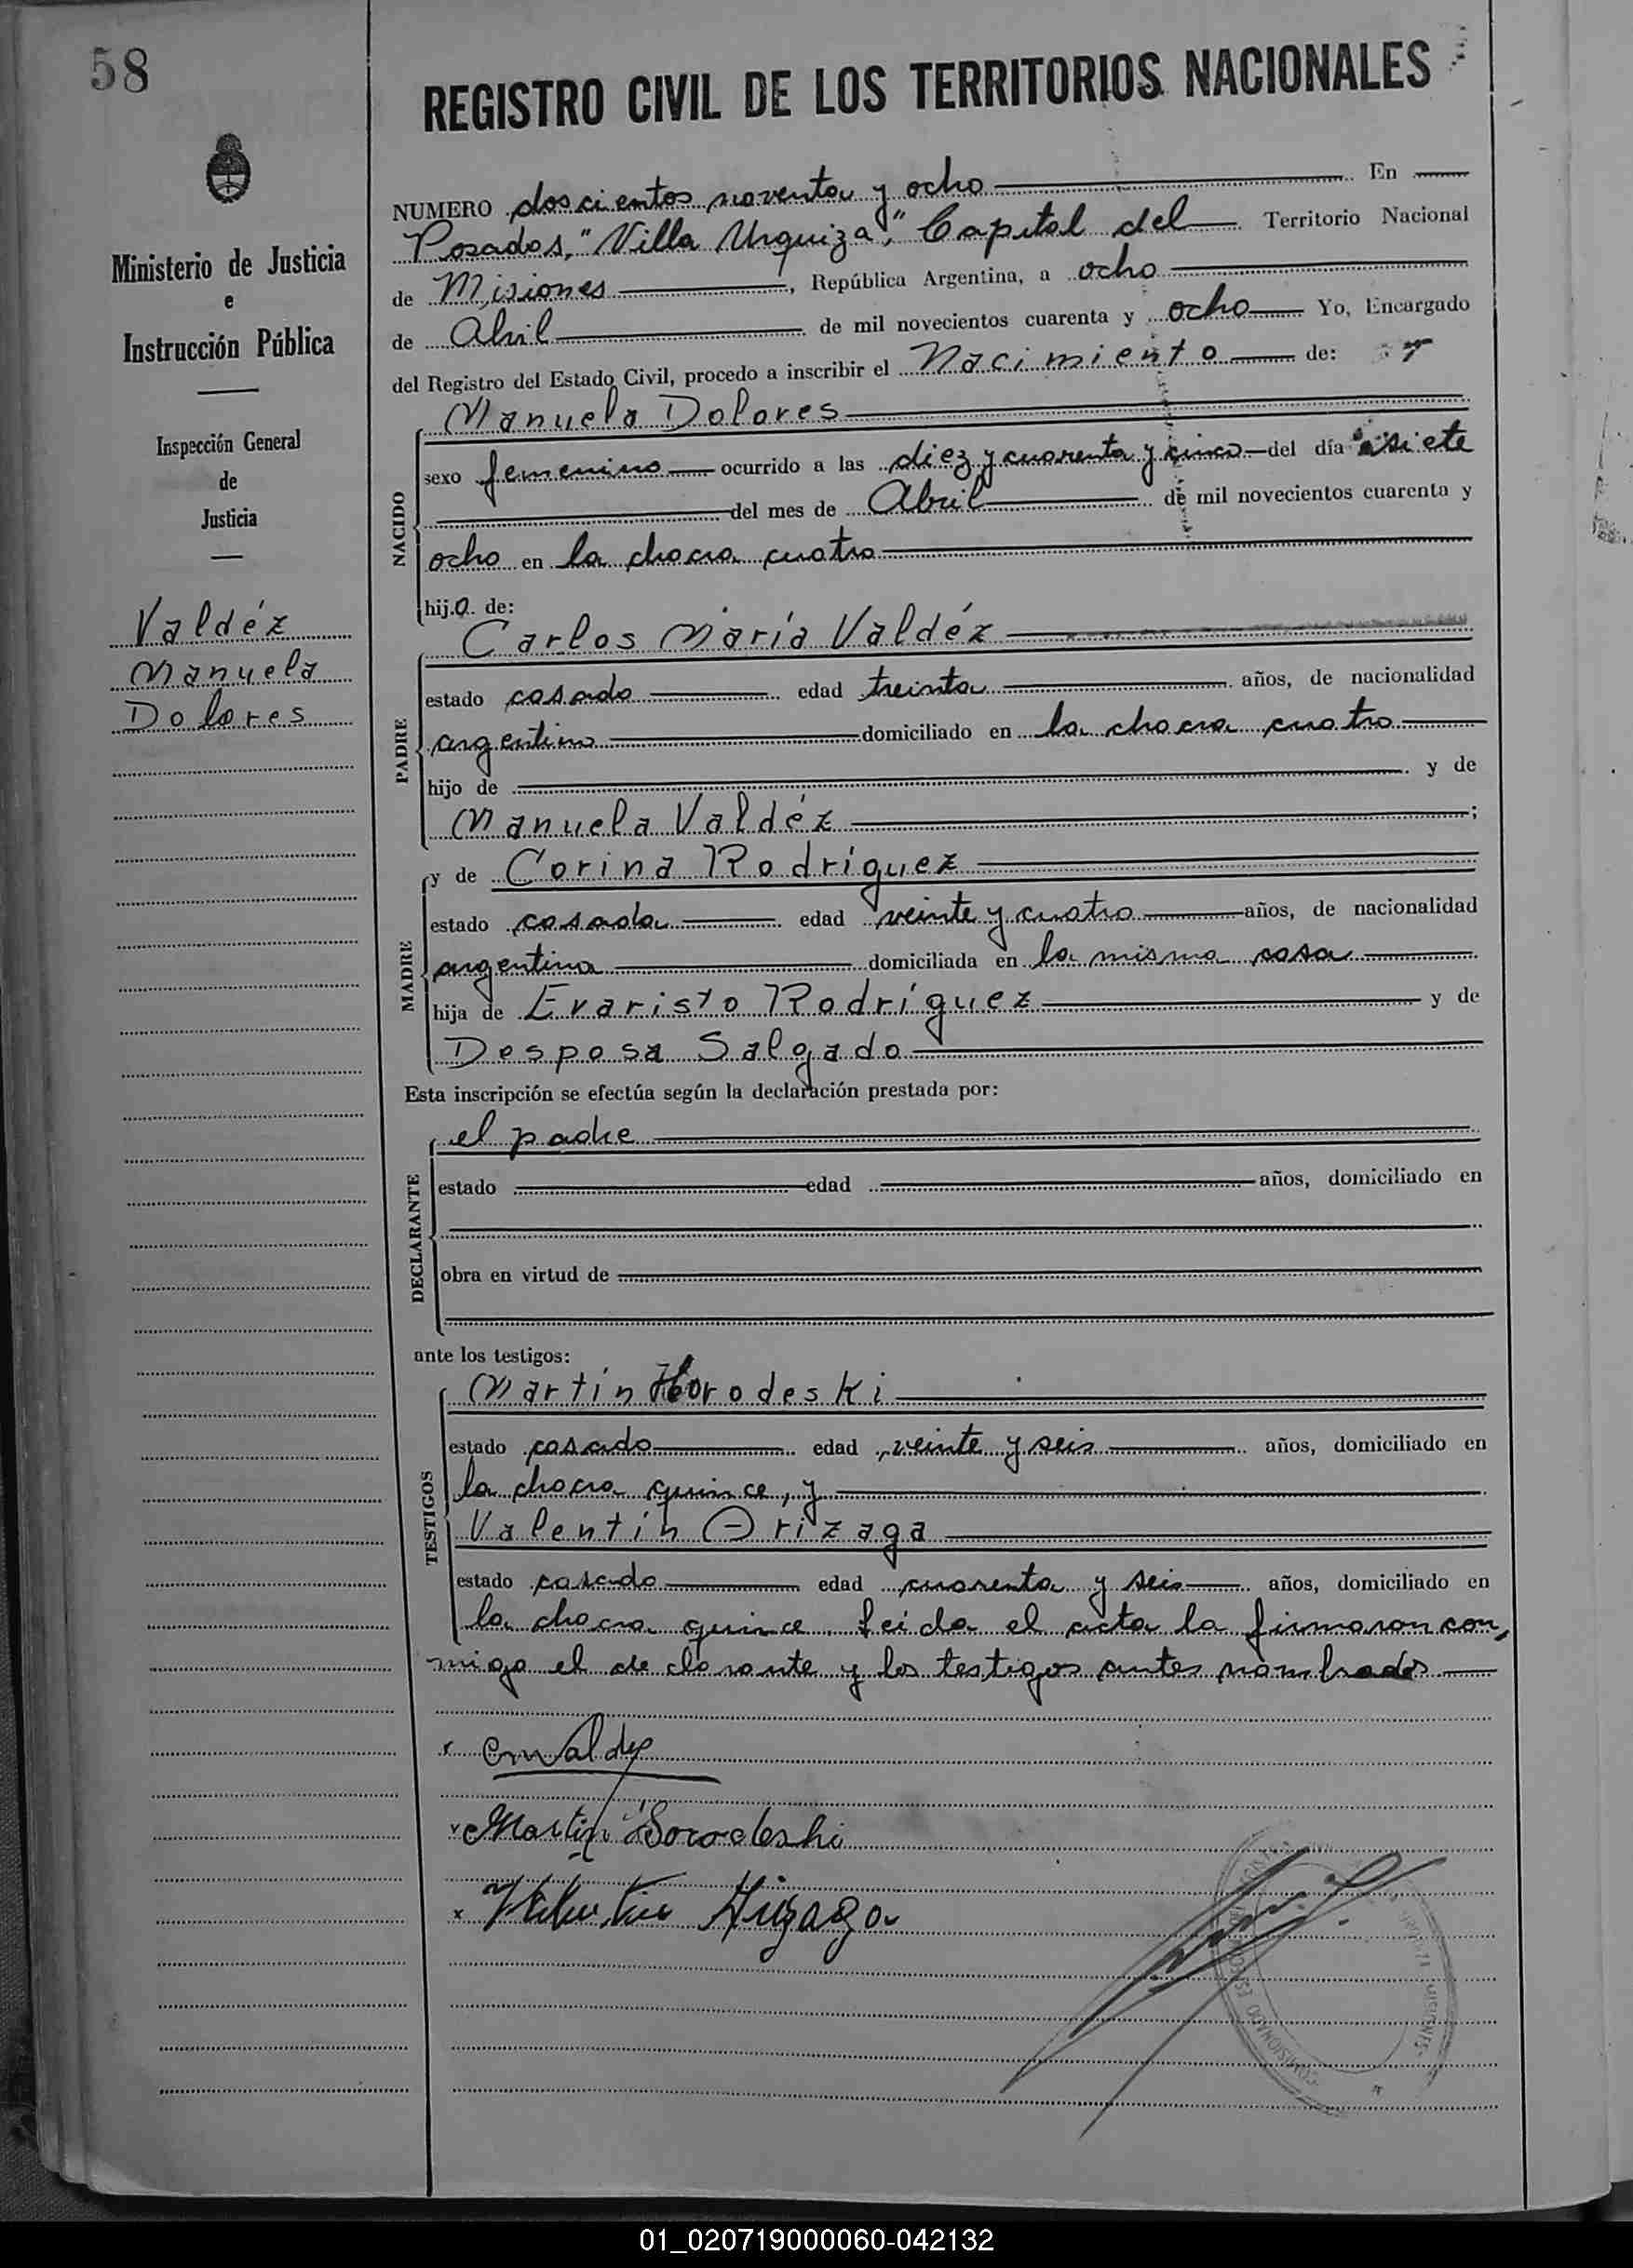 58
REGISTRO CIVIL DE LOS TERRITORIOS NACIONALES
Ministerio de Justicia
e
Instrucción Pública
Inspección General
de
Justicia
Valdéz
Manuela
Dolores
NUMERO doscientos noventa y ocho En
Posadas, "Villa Urquiza", Capital del Territorio Nacional
de Misiones, República Argentina, a ocho
de Abril de mil novecientos cuarenta y ocho Yo, Encargado
del Registro del Estado Civil, procedo a inscribir el Nacimiento de:
Manuela Dolores
NACIDO
sexo femenino ocurrido a las diez y cuarenta y cinco del día siete
del mes de Abril de mil novecientos cuarenta y
ocho en la chacra cuatro
hija de:
Carlos María Valdéz
PADRE
estado casado edad treinta años, de nacionalidad
argentino domiciliado en la chacra cuatro
hijo de y de
Manuela Valdéz;
y de Corina Rodríguez
MADRE
estado casada edad veinte y cuatro años, de nacionalidad
argentina domiciliada en la misma casa
hija de Evaristo Rodríguez y de
Desposa Salgado
Esta inscripción se efectúa según la declaración prestada por:
el padre
DECLARANTE
estado edad años, domiciliado en
obra en virtud de
ante los testigos:
Martín Horodeski
TESTIGOS
estado casado edad veinte y seis años, domiciliado en
la chacra quince, y
Valentín Arizaga
estado casado edad cuarenta y seis años, domiciliado en
la chacra quince. Leida el acta la firmaron con,
migo el declarante y los testigos antes nombrados
CMValdez
Martin Horodeski
Valentin Arizaga
01_020719000060-042132